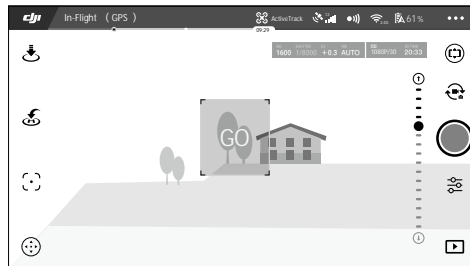 dji In-Flight ( GPS ) ActiveTrack 61%
09:29
1600 1/8000 +0.3 AUTO 1080P/30 20:33
GO